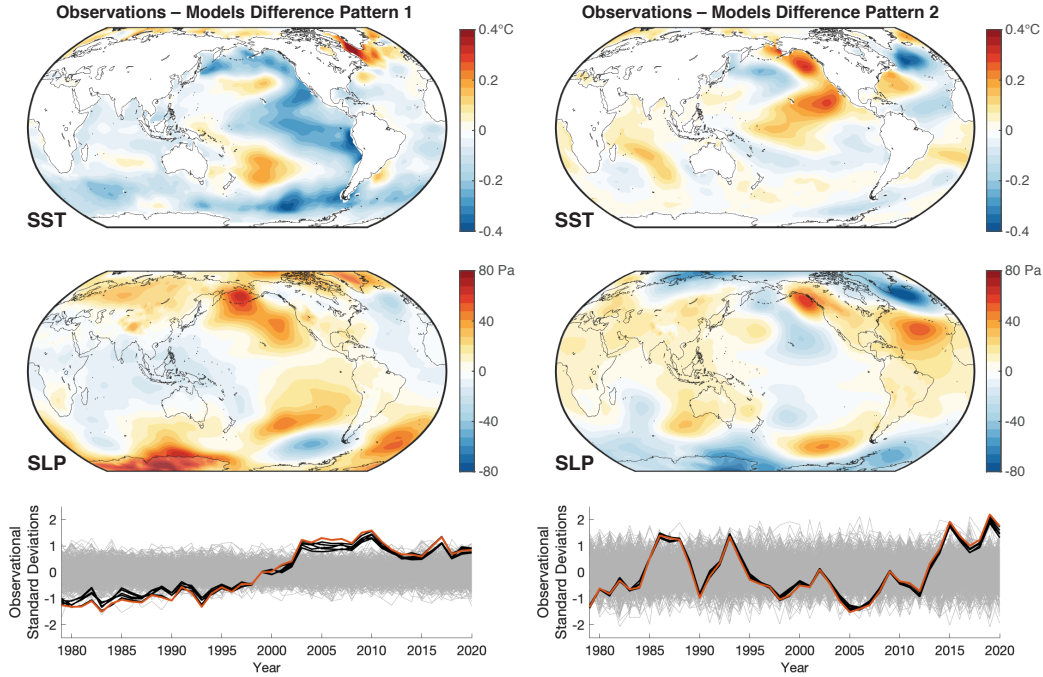 Observations – Models Difference Pattern 1
Observations – Models Difference Pattern 2
0.4°C
0.2
0
-0.2
-0.4
SST
0.4°C
0.2
0
-0.2
-0.4
SST
80 Pa
40
0
-40
-80
SLP
80 Pa
40
0
-40
-80
SLP
Observational
Standard Deviations
2
1
0
-1
-2
1980 1985 1990 1995 2000 2005 2010 2015 2020
Year
Observational
Standard Deviations
2
1
0
-1
-2
1980 1985 1990 1995 2000 2005 2010 2015 2020
Year